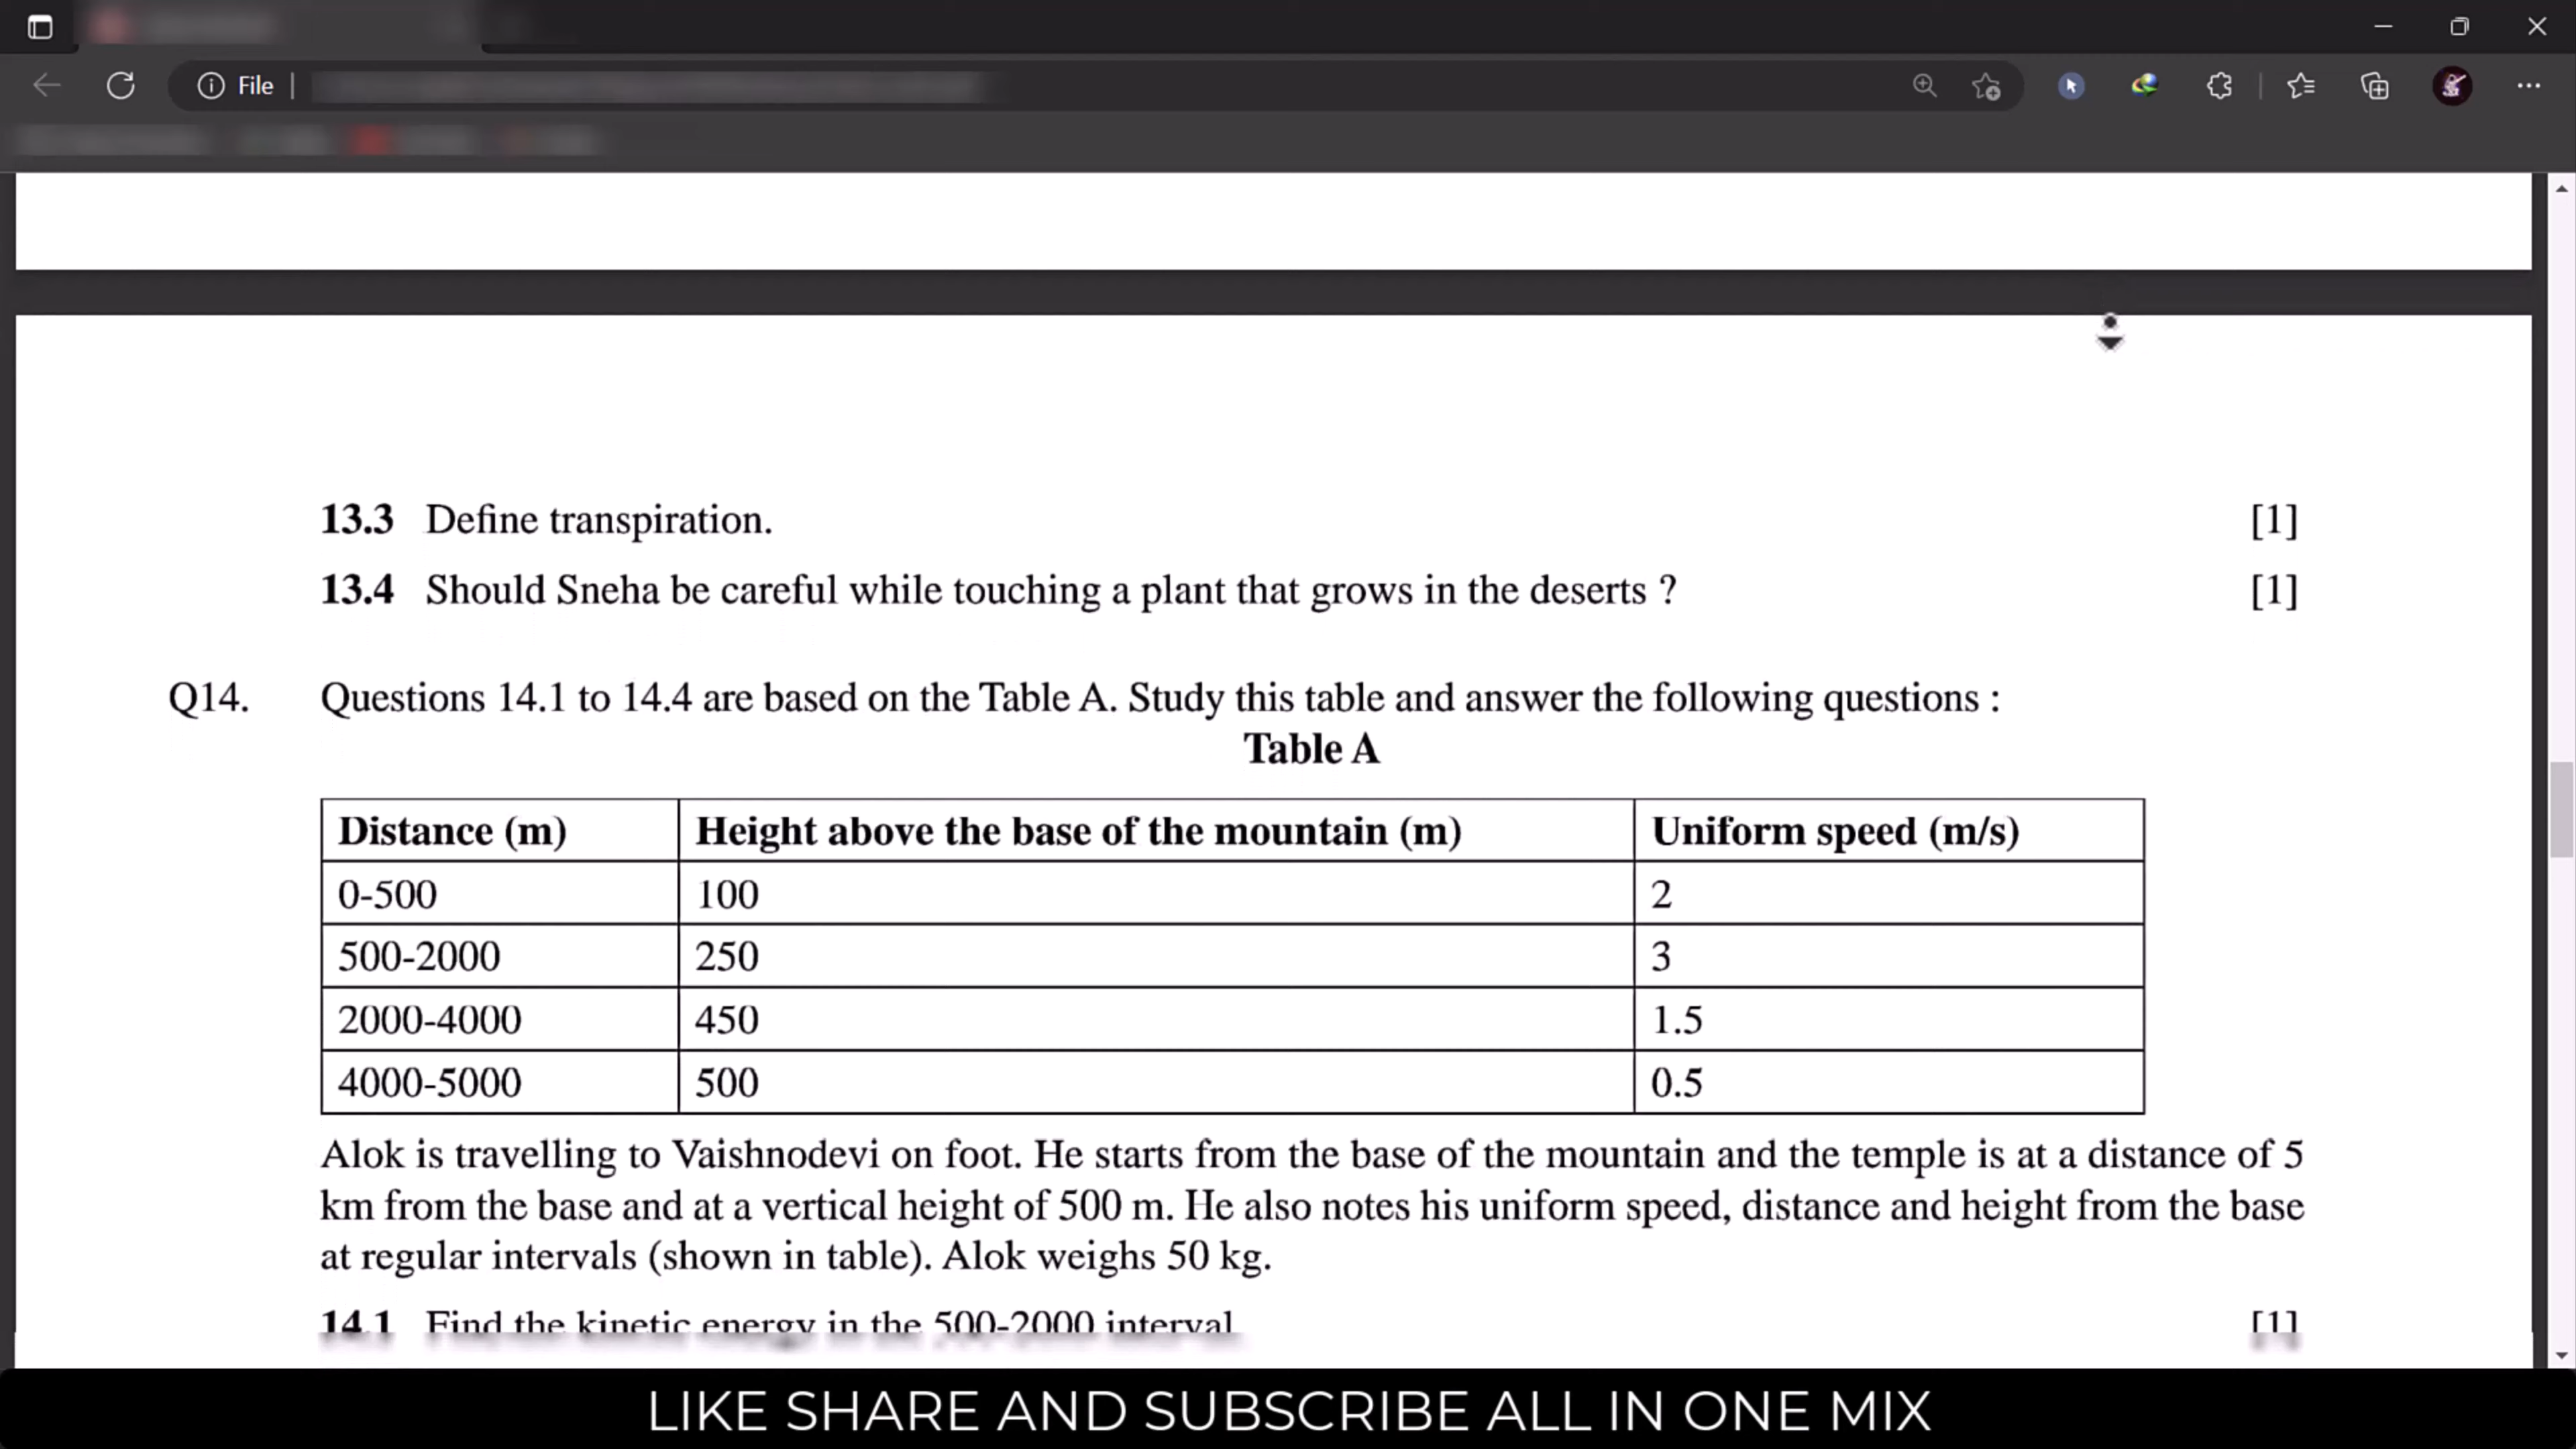 File
13.3 Define transpiration. [1]
13.4 Should Sneha be careful while touching a plant that grows in the deserts ? [1]
Q14. Questions 14.1 to 14.4 are based on the Table A. Study this table and answer the following questions :
Table A
Distance (m) Height above the base of the mountain (m) Uniform speed (m/s)
0-500 100 2
500-2000 250 3
2000-4000 450 1.5
4000-5000 500 0.5
Alok is travelling to Vaishnodevi on foot. He starts from the base of the mountain and the temple is at a distance of 5
km from the base and at a vertical height of 500 m. He also notes his uniform speed, distance and height from the base
at regular intervals (shown in table). Alok weighs 50 kg.
14.1 Find the kinetic energy in the 500-2000 interval. [1]
LIKE SHARE AND SUBSCRIBE ALL IN ONE MIX